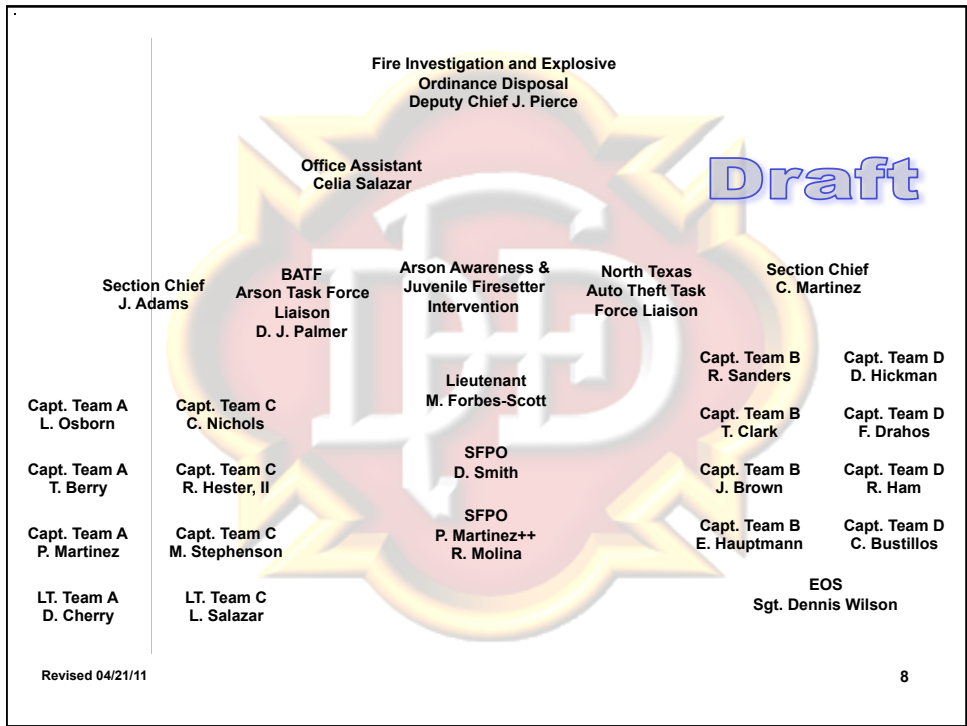 Fire Investigation and Explosive
Ordinance Disposal
Deputy Chief J. Pierce
Office Assistant
Celia Salazar
Draft
Section Chief
J. Adams
BATF
Arson Task Force
Liaison
D. J. Palmer
Arson Awareness &
Juvenile Firesetter
Intervention
North Texas
Auto Theft Task
Force Liaison
Section Chief
C. Martinez
Capt. Team A
L. Osborn
Capt. Team A
T. Berry
Capt. Team A
P. Martinez
LT. Team A
D. Cherry
Capt. Team C
C. Nichols
Capt. Team C
R. Hester, II
Capt. Team C
M. Stephenson
LT. Team C
L. Salazar
Lieutenant
M. Forbes-Scott
SFPO
D. Smith
SFPO
P. Martinez++
R. Molina
Capt. Team B
R. Sanders
Capt. Team B
T. Clark
Capt. Team B
J. Brown
Capt. Team B
E. Hauptmann
Capt. Team D
D. Hickman
Capt. Team D
F. Drahos
Capt. Team D
R. Ham
Capt. Team D
C. Bustillos
EOS
Sgt. Dennis Wilson
Revised 04/21/11
8
DFD